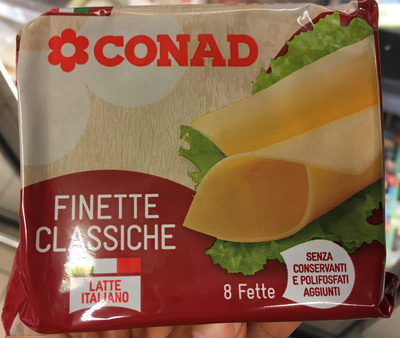 CONAD
FINETTE
CLASSICHE
LATTE
ITALIANO
8 Fette
SENZA
CONSERVANTI
E POLIFOSFATI
AGGIUNTI